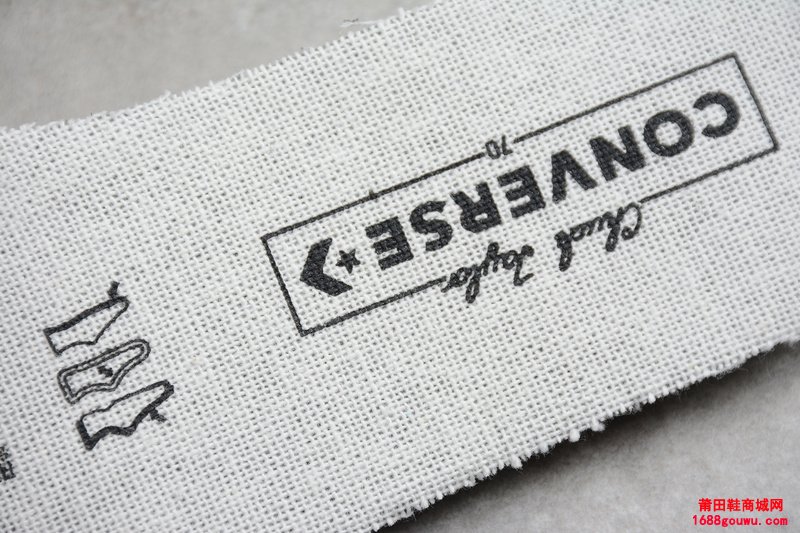 Chuck Taylor
CONVERSE
70
莆田鞋商城网
1688gouwu.com